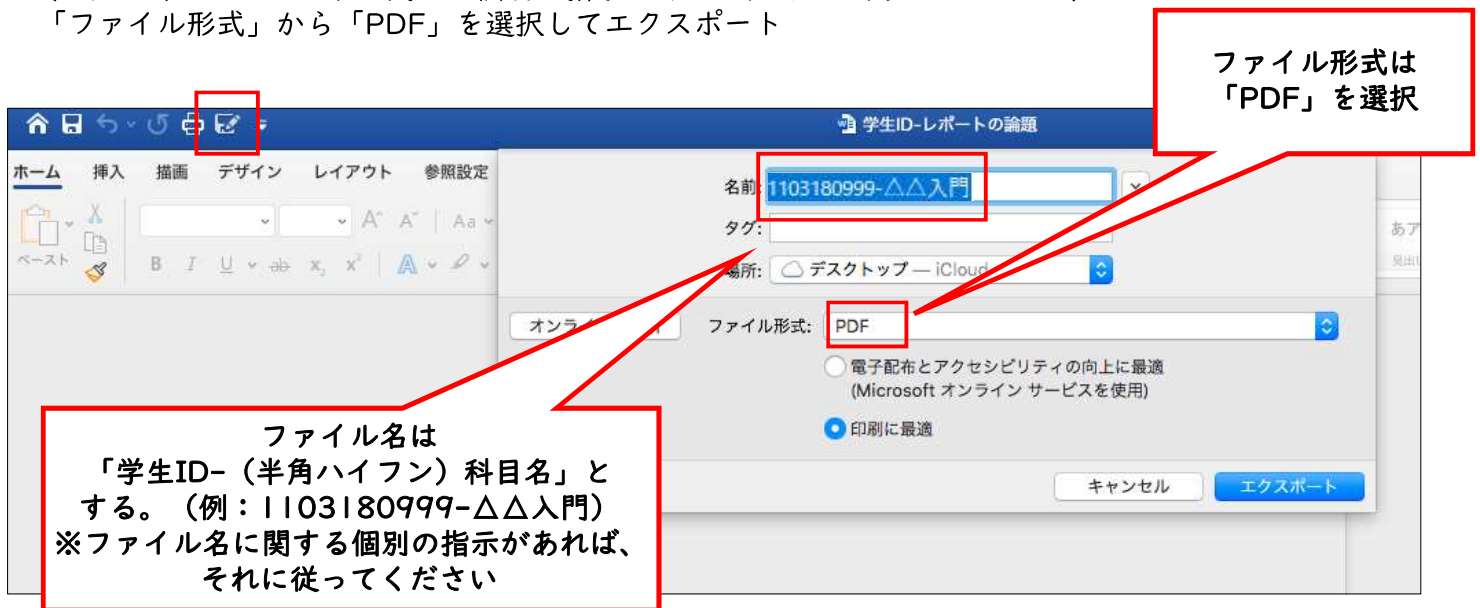 「ファイル形式」から「PDF」を選択してエクスポート
ファイル形式は
「PDF」を選択
学生ID-レポートの論題
ホーム 挿入 描画 デザイン レイアウト 参照設定
名前: 1103180999-△△入門
タグ:
ペースト
B I U ab x, x² A
A^ A˅ Aa
あア
見出し
場所: デスクトップ — iCloud
ファイル形式: PDF
電子配布とアクセシビリティの向上に最適
(Microsoft オンライン サービスを使用)
印刷に最適
キャンセル エクスポート
ファイル名は
「学生ID-（半角ハイフン）科目名」と
する。（例：1103180999-△△入門）
※ファイル名に関する個別の指示があれば、
それに従ってください